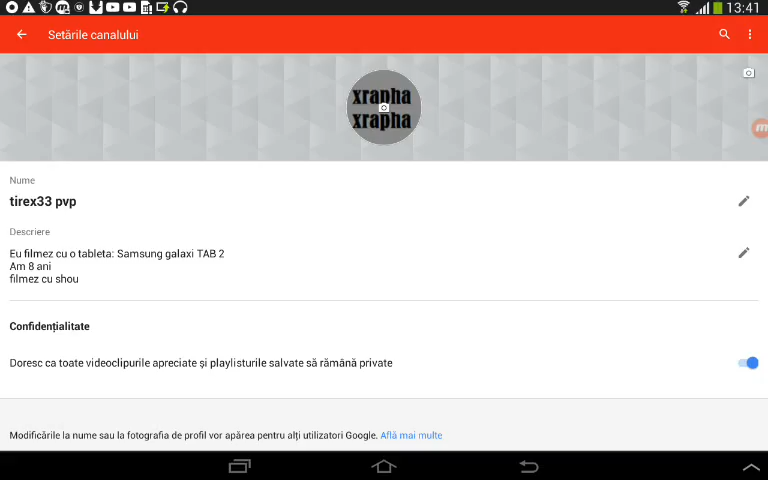 13:41
Setările canalului
xrapha
xrapha
Nume
tirex33 pvp
Descriere
Eu filmez cu o tableta: Samsung galaxi TAB 2
Am 8 ani
filmez cu shou
Confidențialitate
Doresc ca toate videoclipurile apreciate și playlisturile salvate să rămână private
Modificările la nume sau la fotografia de profil vor apărea pentru alți utilizatori Google. Află mai multe